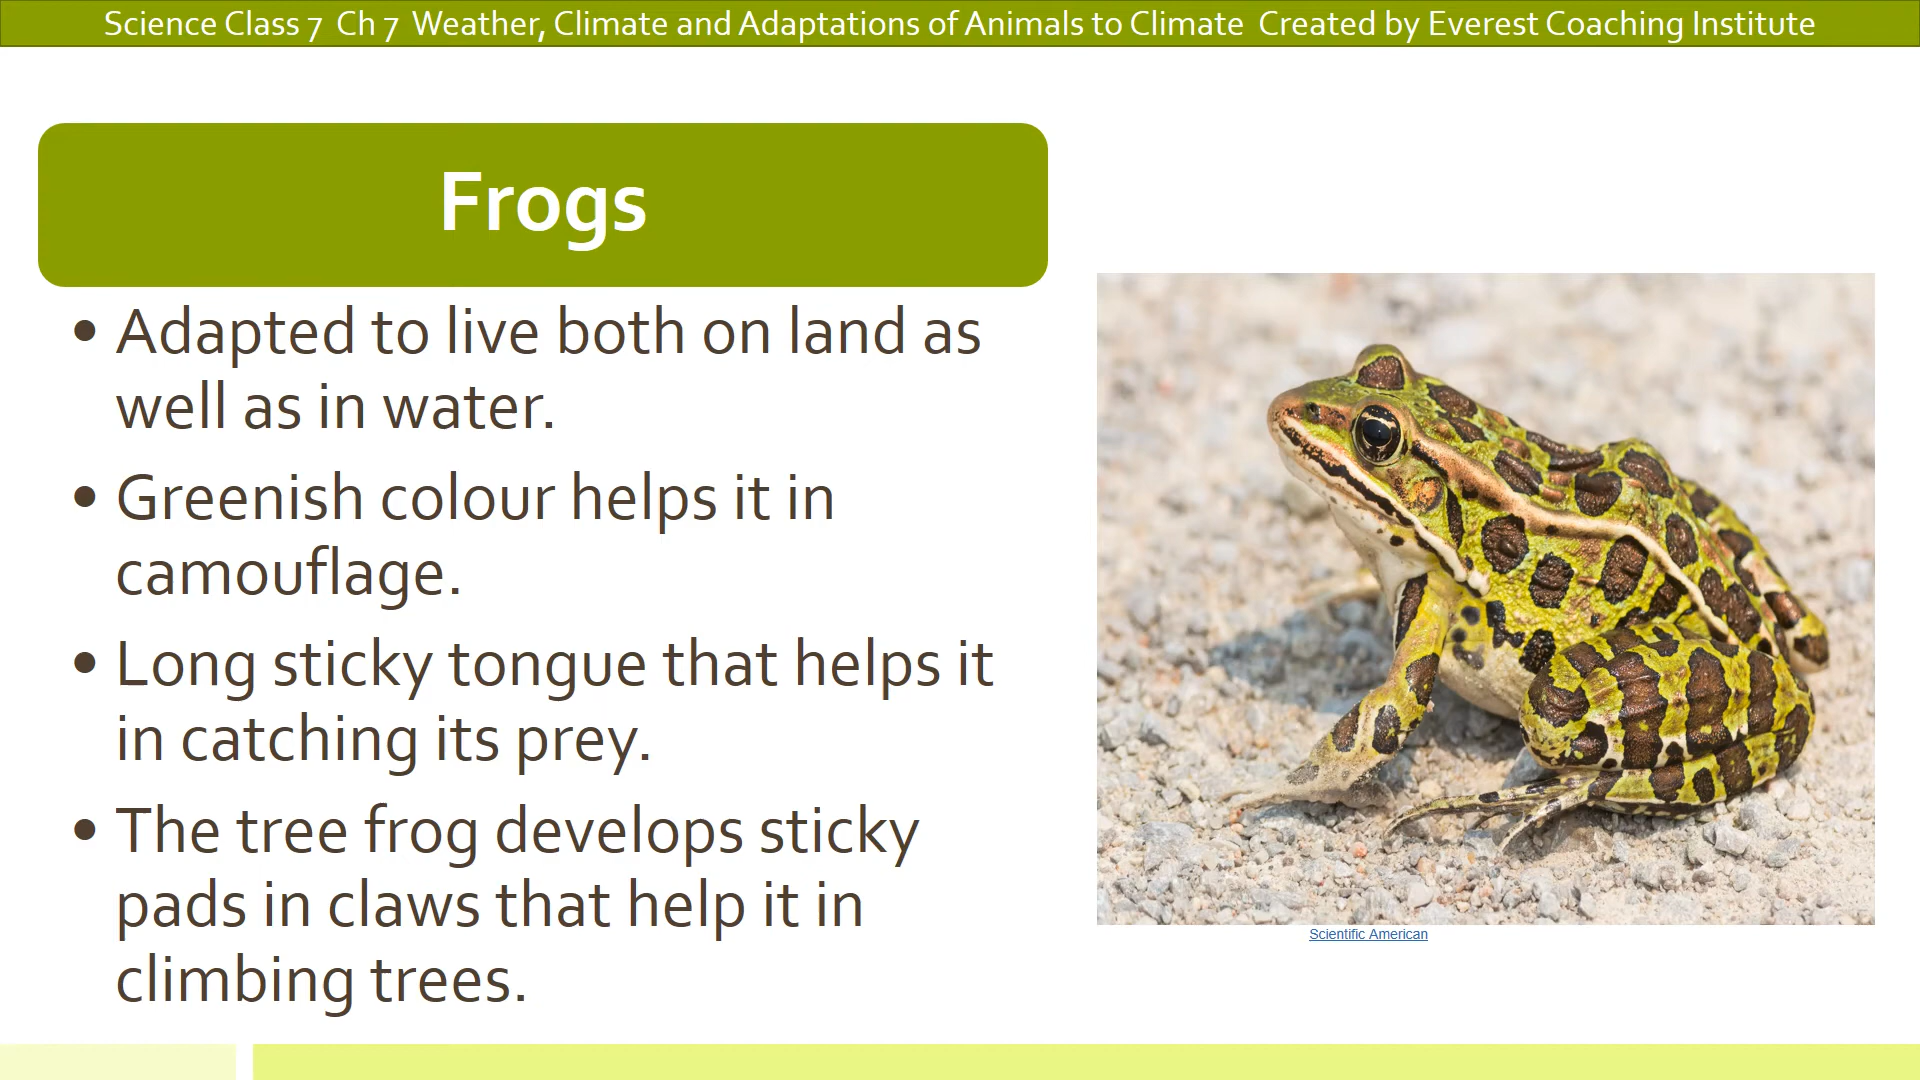 Science Class 7 Ch 7 Weather, Climate and Adaptations of Animals to Climate Created by Everest Coaching Institute
Frogs
• Adapted to live both on land as
well as in water.
• Greenish colour helps it in
camouflage.
• Long sticky tongue that helps it
in catching its prey.
• The tree frog develops sticky
pads in claws that help it in
climbing trees.
Scientific American